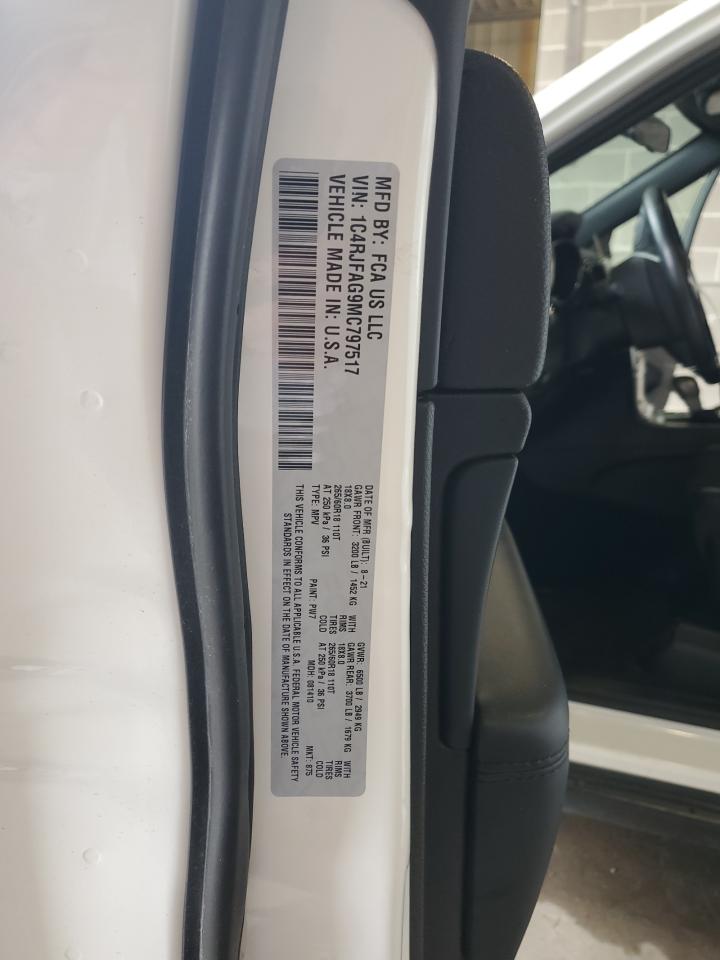 MFD BY: FCA US LLC
VIN: 1C4RJFAG9MC797517
VEHICLE MADE IN: U.S.A.
DATE OF MFR (BUILT): 8-21 GVWR: 6500 LB / 2949 KG
GAWR FRONT: 3200 LB / 1452 KG WITH GAWR REAR: 3700 LB / 1679 KG WITH
18X8.0 RIMS 18X8.0 RIMS
265/60R18 110T TIRES 265/60R18 110T TIRES
AT 250 kPa / 36 PSI COLD AT 250 kPa / 36 PSI COLD
TYPE: MPV PAINT: PW7 MDH: 081410 MKT: 875
THIS VEHICLE CONFORMS TO ALL APPLICABLE U.S.A. FEDERAL MOTOR VEHICLE SAFETY
STANDARDS IN EFFECT ON THE DATE OF MANUFACTURE SHOWN ABOVE.